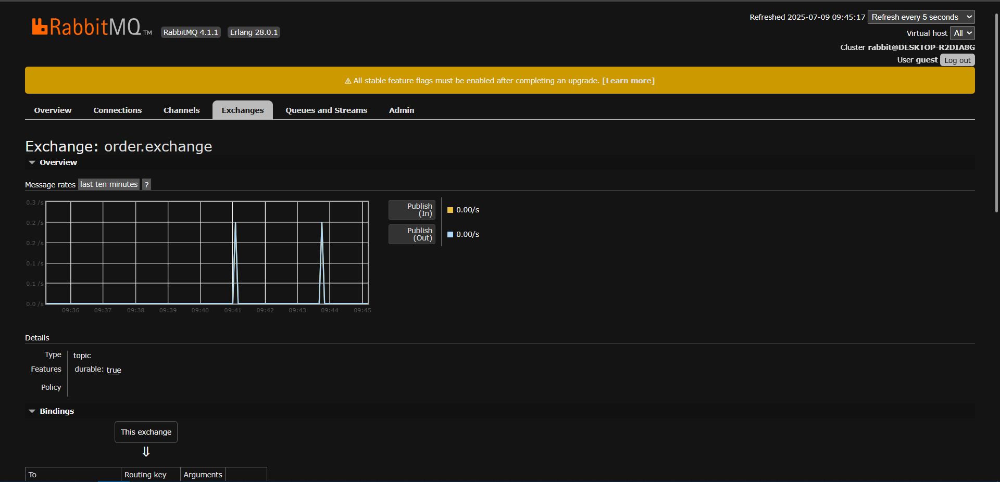 Refreshed 2025-07-09 09:45:17 Refresh every 5 seconds
RabbitMQ TM RabbitMQ 4.1.1 Erlang 28.0.1
Virtual host All
Cluster rabbit@DESKTOP-R2DIA8G
User guest Log out
⚠ All stable feature flags must be enabled after completing an upgrade. [Learn more]
Overview Connections Channels Exchanges Queues and Streams Admin
Exchange: order.exchange
Overview
Message rates last ten minutes ?
0.3 /s
0.2 /s
0.2 /s
0.1 /s
0.1 /s
0.0 /s
09:36 09:37 09:38 09:39 09:40 09:41 09:42 09:43 09:44 09:45
Publish
(In)
0.00/s
Publish
(Out)
0.00/s
Details
Type topic
Features durable: true
Policy
Bindings
This exchange
⇓
To Routing key Arguments